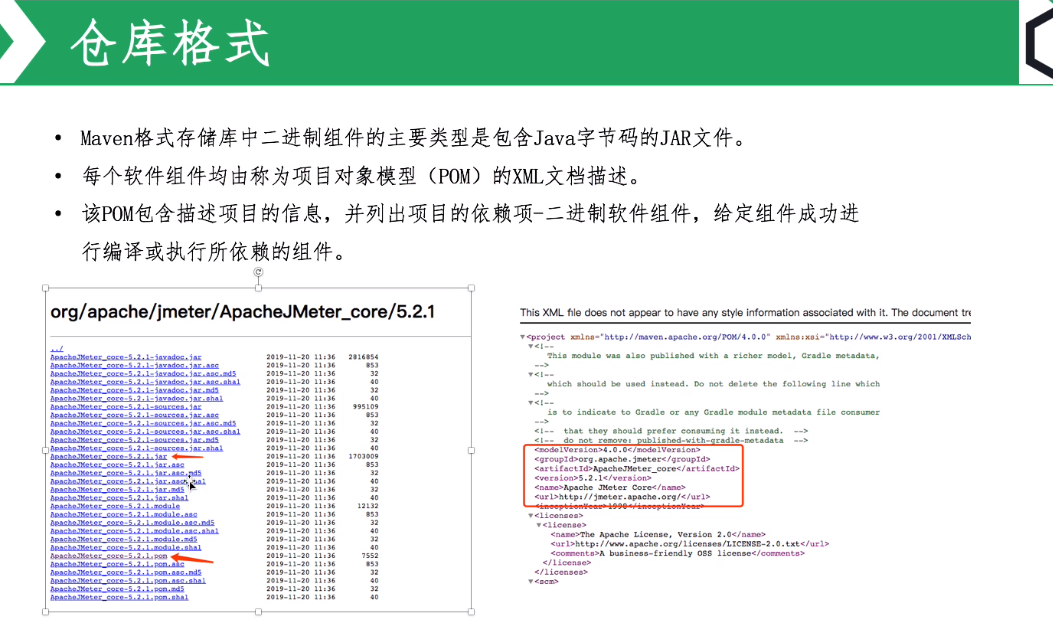 仓库格式
• Maven格式存储库中二进制组件的主要类型是包含Java字节码的JAR文件。
• 每个软件组件均由称为项目对象模型（POM）的XML文档描述。
• 该POM包含描述项目的信息，并列出项目的依赖项-二进制软件组件，给定组件成功进
行编译或执行所依赖的组件。
org/apache/jmeter/ApacheJMeter_core/5.2.1
../
ApacheJMeter_core-5.2.1-javadoc.jar 2019-11-20 11:36 2816854
ApacheJMeter_core-5.2.1-javadoc.jar.asc 2019-11-20 11:36 853
ApacheJMeter_core-5.2.1-javadoc.jar.asc.md5 2019-11-20 11:36 32
ApacheJMeter_core-5.2.1-javadoc.jar.asc.sha1 2019-11-20 11:36 40
ApacheJMeter_core-5.2.1-javadoc.jar.md5 2019-11-20 11:36 32
ApacheJMeter_core-5.2.1-javadoc.jar.sha1 2019-11-20 11:36 40
ApacheJMeter_core-5.2.1-sources.jar 2019-11-20 11:36 995109
ApacheJMeter_core-5.2.1-sources.jar.asc 2019-11-20 11:36 853
ApacheJMeter_core-5.2.1-sources.jar.asc.md5 2019-11-20 11:36 32
ApacheJMeter_core-5.2.1-sources.jar.asc.sha1 2019-11-20 11:36 40
ApacheJMeter_core-5.2.1-sources.jar.md5 2019-11-20 11:36 32
ApacheJMeter_core-5.2.1-sources.jar.sha1 2019-11-20 11:36 40
ApacheJMeter_core-5.2.1.jar 2019-11-20 11:36 1703009
ApacheJMeter_core-5.2.1.jar.asc 2019-11-20 11:36 853
ApacheJMeter_core-5.2.1.jar.asc.md5 2019-11-20 11:36 32
ApacheJMeter_core-5.2.1.jar.asc.sha1 2019-11-20 11:36 40
ApacheJMeter_core-5.2.1.jar.md5 2019-11-20 11:36 32
ApacheJMeter_core-5.2.1.jar.sha1 2019-11-20 11:36 40
ApacheJMeter_core-5.2.1.module 2019-11-20 11:36 12132
ApacheJMeter_core-5.2.1.module.asc 2019-11-20 11:36 853
ApacheJMeter_core-5.2.1.module.asc.md5 2019-11-20 11:36 32
ApacheJMeter_core-5.2.1.module.asc.sha1 2019-11-20 11:36 40
ApacheJMeter_core-5.2.1.module.md5 2019-11-20 11:36 32
ApacheJMeter_core-5.2.1.module.sha1 2019-11-20 11:36 40
ApacheJMeter_core-5.2.1.pom 2019-11-20 11:36 7552
ApacheJMeter_core-5.2.1.pom.asc 2019-11-20 11:36 853
ApacheJMeter_core-5.2.1.pom.asc.md5 2019-11-20 11:36 32
ApacheJMeter_core-5.2.1.pom.asc.sha1 2019-11-20 11:36 40
ApacheJMeter_core-5.2.1.pom.md5 2019-11-20 11:36 32
ApacheJMeter_core-5.2.1.pom.sha1 2019-11-20 11:36 40
This XML file does not appear to have any style information associated with it. The document tre
▼<project xmlns="http://maven.apache.org/POM/4.0.0" xmlns:xsi="http://www.w3.org/2001/XMLSch
▼<!--
This module was also published with a richer model, Gradle metadata,
-->
▼<!--
which should be used instead. Do not delete the following line which
-->
▼<!--
is to indicate to Gradle or any Gradle module metadata file consumer
-->
<!-- that they should prefer consuming it instead. -->
<!-- do not remove: published-with-gradle-metadata -->
<modelVersion>4.0.0</modelVersion>
<groupId>org.apache.jmeter</groupId>
<artifactId>ApacheJMeter_core</artifactId>
<version>5.2.1</version>
<name>Apache JMeter Core</name>
<url>http://jmeter.apache.org/</url>
<inceptionYear>1998</inceptionYear>
▼<licenses>
▼<license>
<name>The Apache License, Version 2.0</name>
<url>http://www.apache.org/licenses/LICENSE-2.0.txt</url>
<comments>A business-friendly OSS license</comments>
</license>
</licenses>
▼<scm>